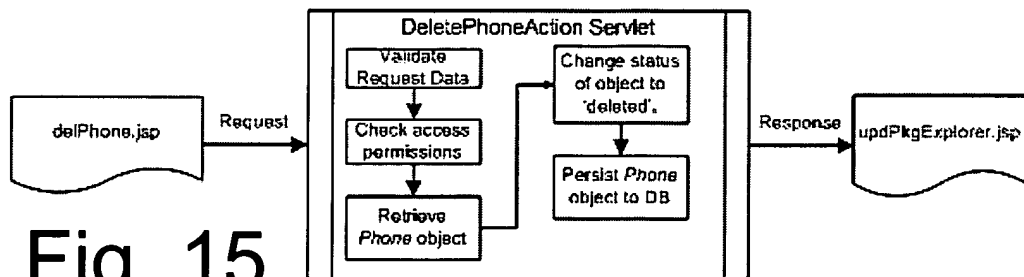 DeletePhoneAction Servlet
delPhone.jsp
Request
Validate
Request Data
Check access
permissions
Retrieve
Phone object
Change status
of object to
'deleted'.
Persist Phone
object to DB
Response
updPkgExplorer.jsp
Fig. 15